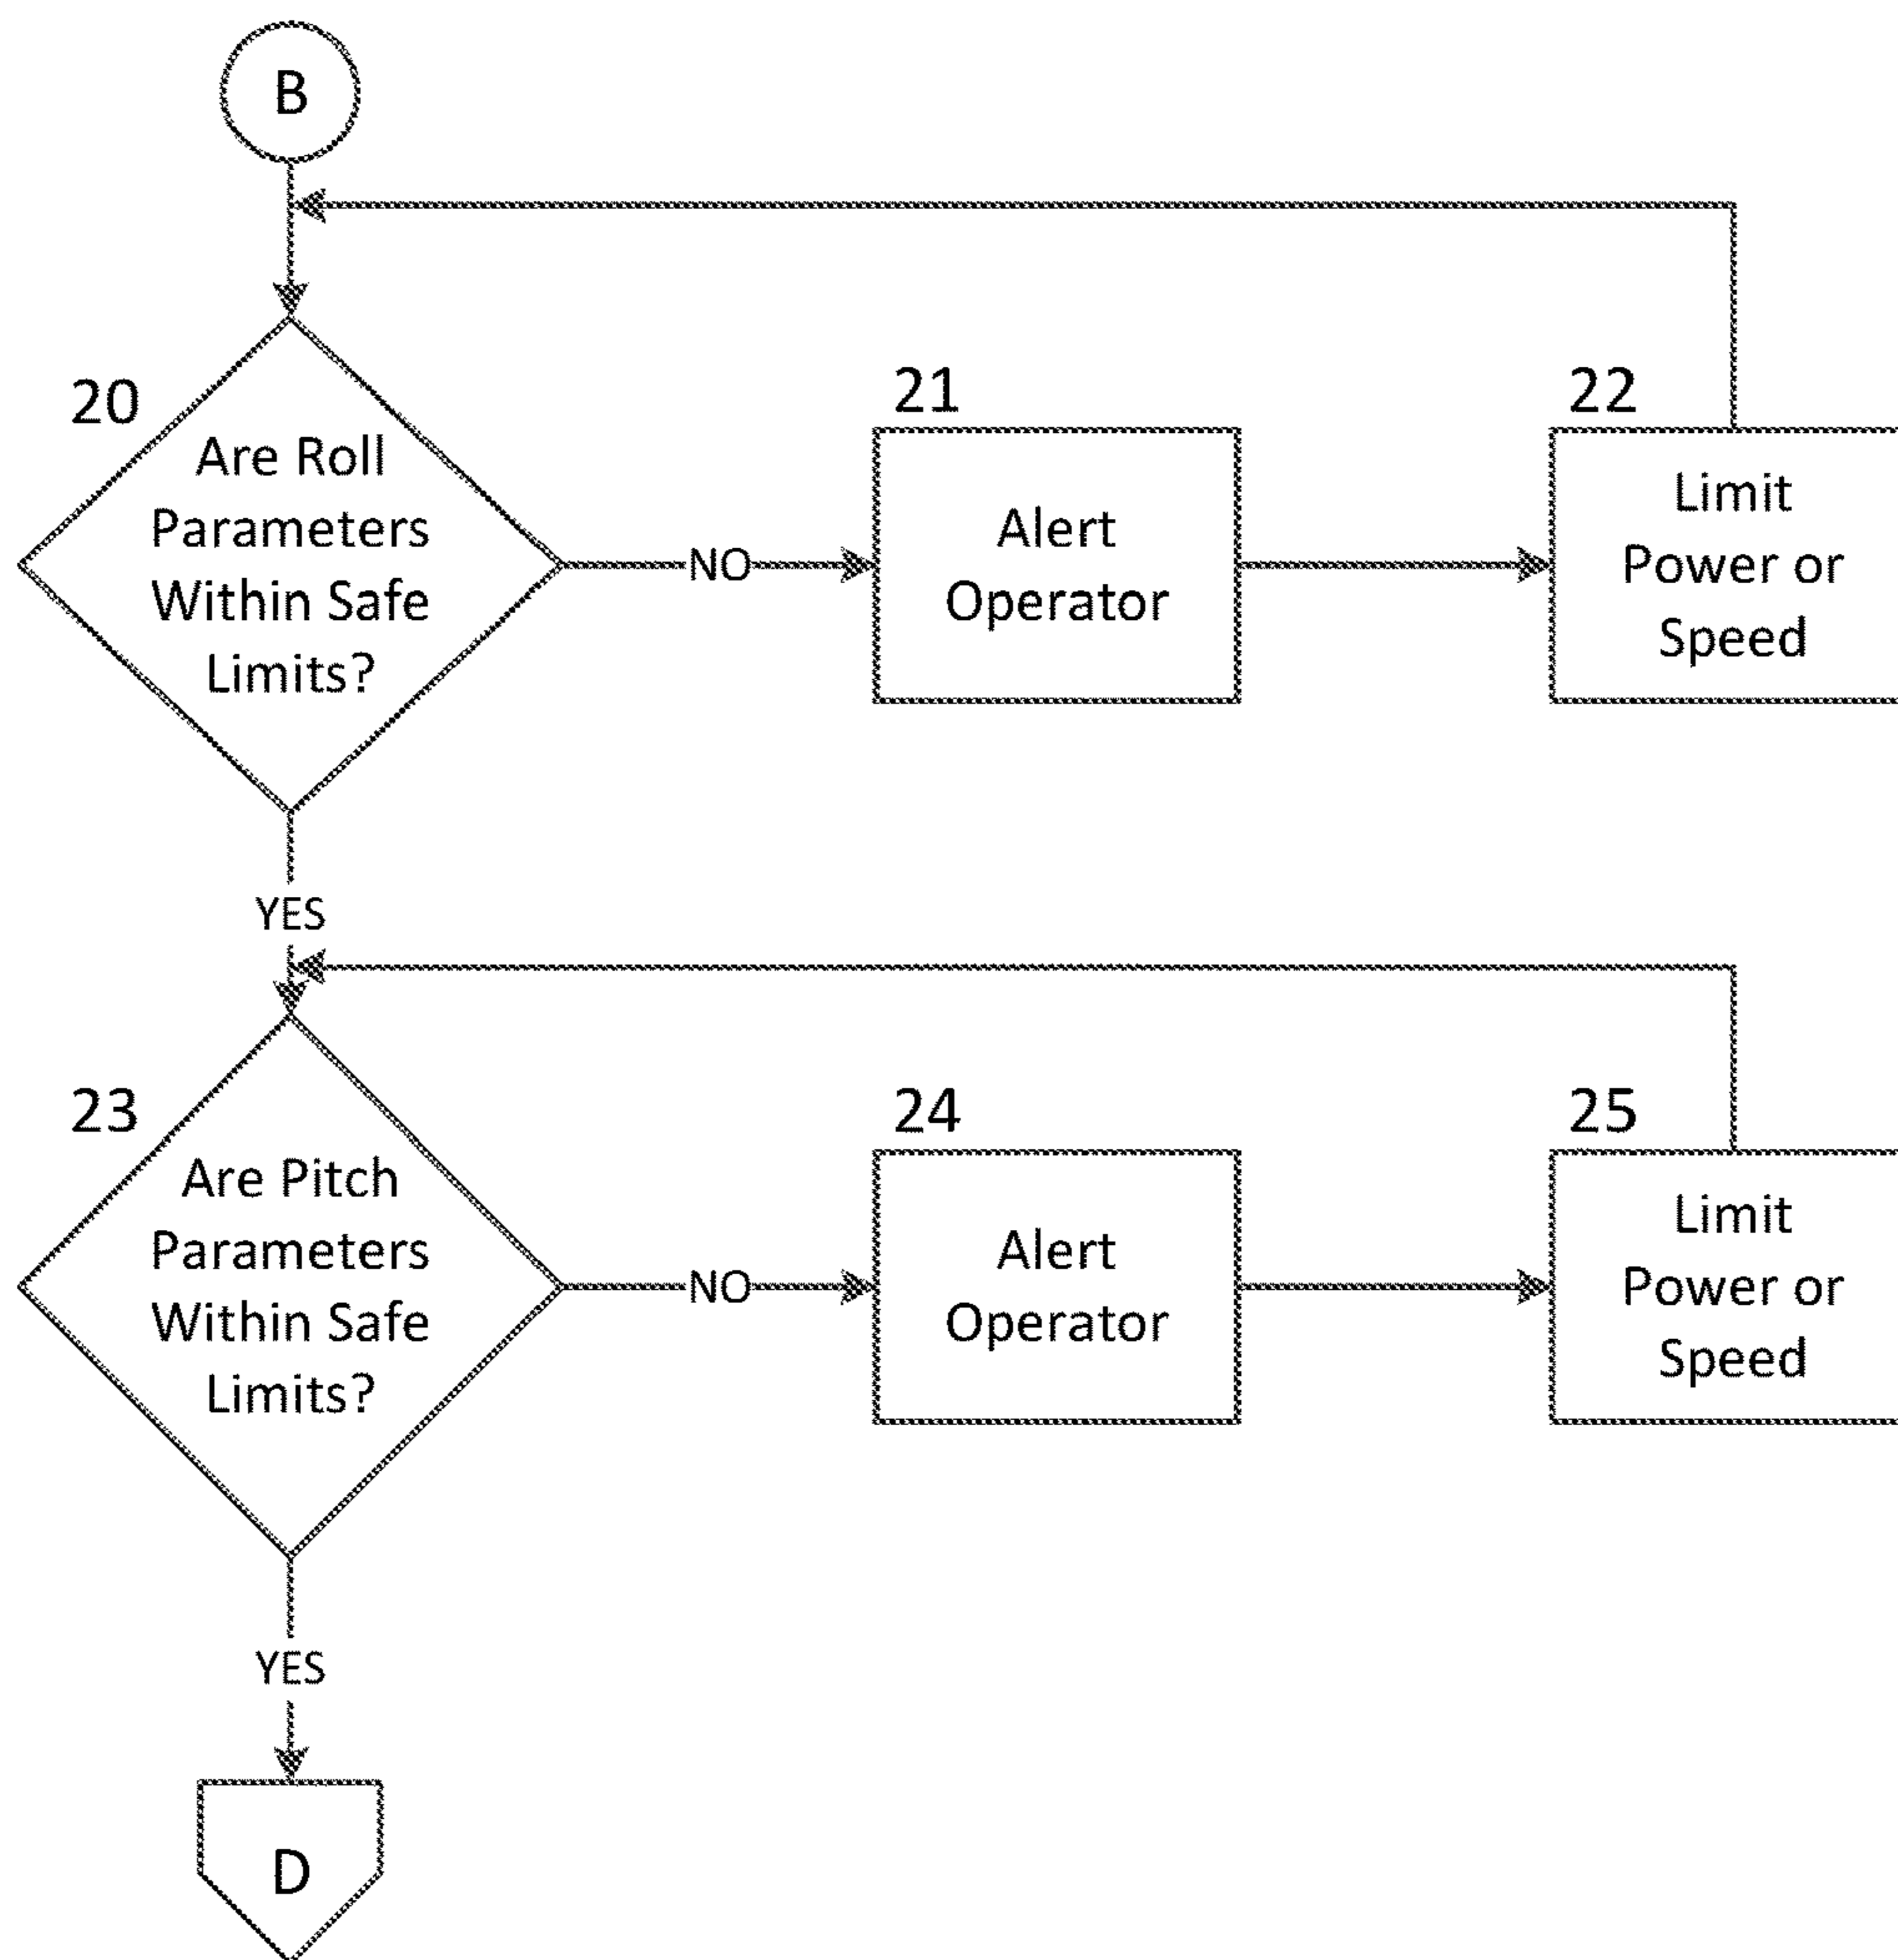 B
20
Are Roll
Parameters
Within Safe
Limits?
NO
21
Alert
Operator
22
Limit
Power or
Speed
YES
23
Are Pitch
Parameters
Within Safe
Limits?
NO
24
Alert
Operator
25
Limit
Power or
Speed
YES
D